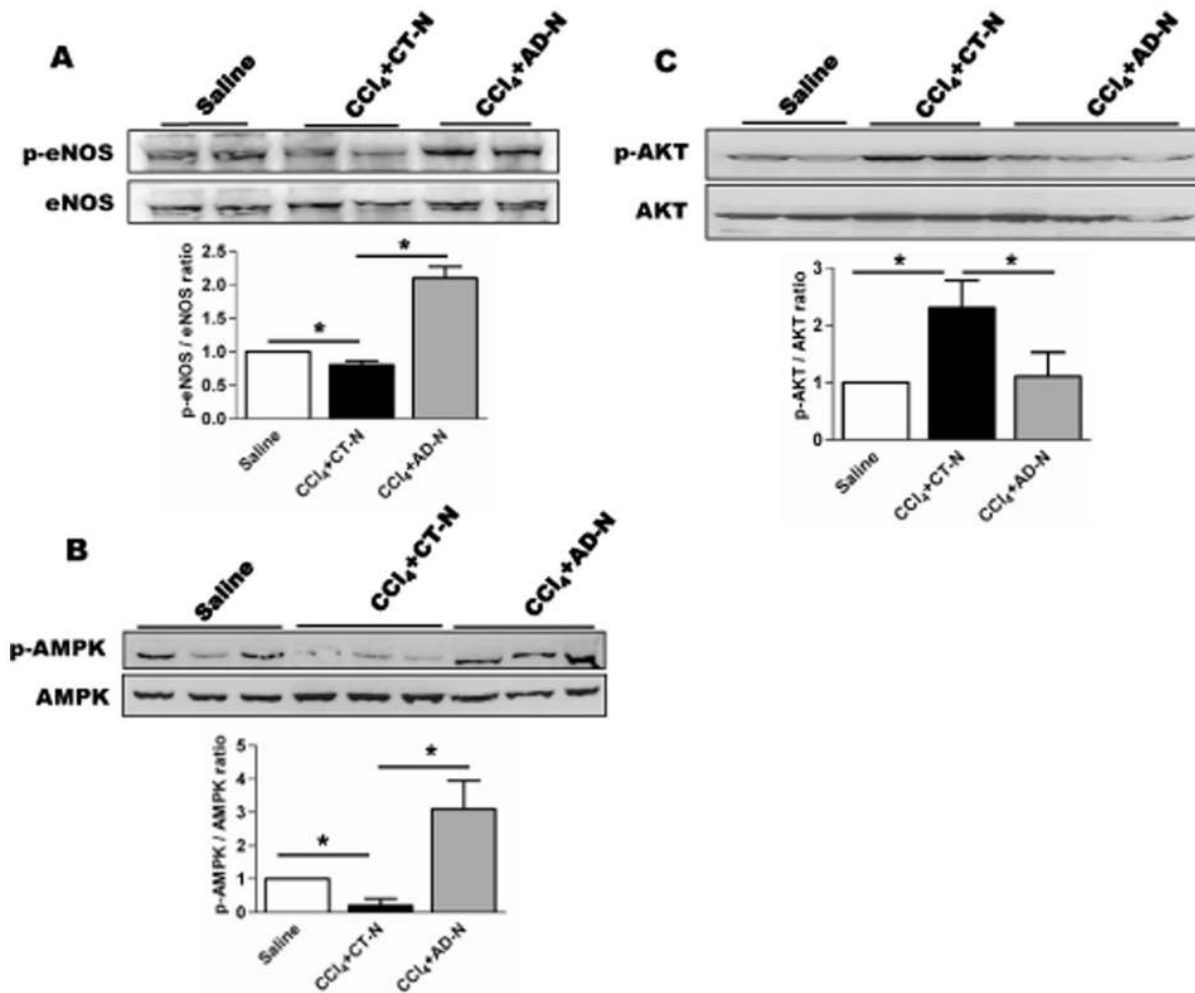 A
Saline
CCl₄+CT-N
CCl₄+AD-N
p-eNOS
eNOS
*
*
p-eNOS / eNOS ratio
2.5
2.0
1.5
1.0
0.5
0.0
Saline
CCl₄+CT-N
CCl₄+AD-N
B
Saline
CCl₄+CT-N
CCl₄+AD-N
p-AMPK
AMPK
*
*
p-AMPK / AMPK ratio
5
4
3
2
1
0
Saline
CCl₄+CT-N
CCl₄+AD-N
C
Saline
CCl₄+CT-N
CCl₄+AD-N
p-AKT
AKT
*
*
p-AKT / AKT ratio
3
2
1
0
Saline
CCl₄+CT-N
CCl₄+AD-N